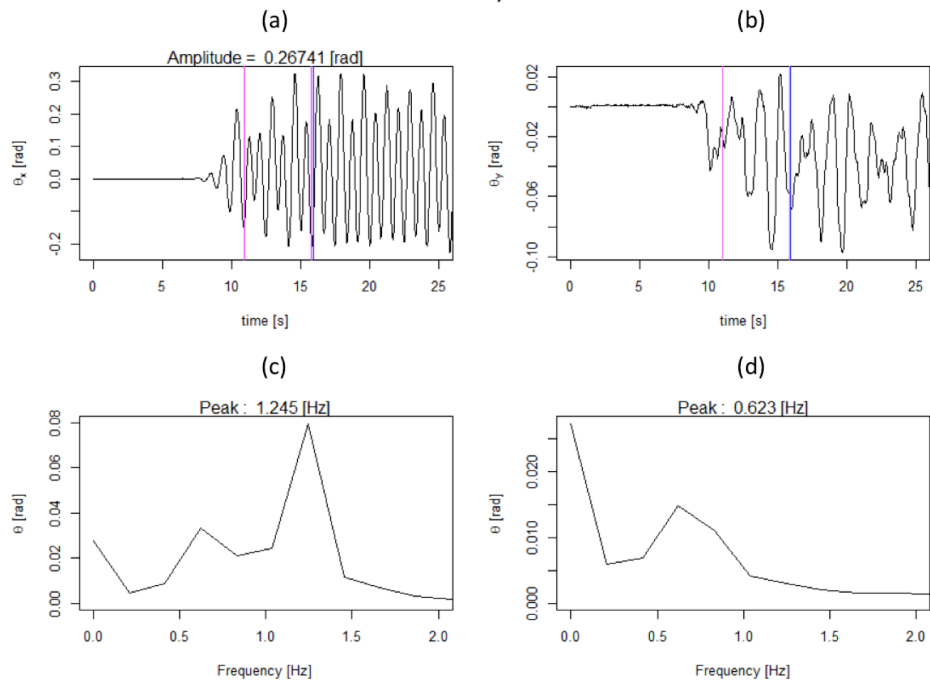 (a)
(b)
Amplitude = 0.26741 [rad]
θx [rad]
-0.2 0.0 0.1 0.2 0.3
0 5 10 15 20 25
time [s]
θy [rad]
-0.10 -0.06 -0.02 0.02
0 5 10 15 20 25
time [s]
(c)
(d)
Peak : 1.245 [Hz]
θ [rad]
0.00 0.02 0.04 0.06 0.08
0.0 0.5 1.0 1.5 2.0
Frequency [Hz]
Peak : 0.623 [Hz]
θ [rad]
0.000 0.010 0.020
0.0 0.5 1.0 1.5 2.0
Frequency [Hz]